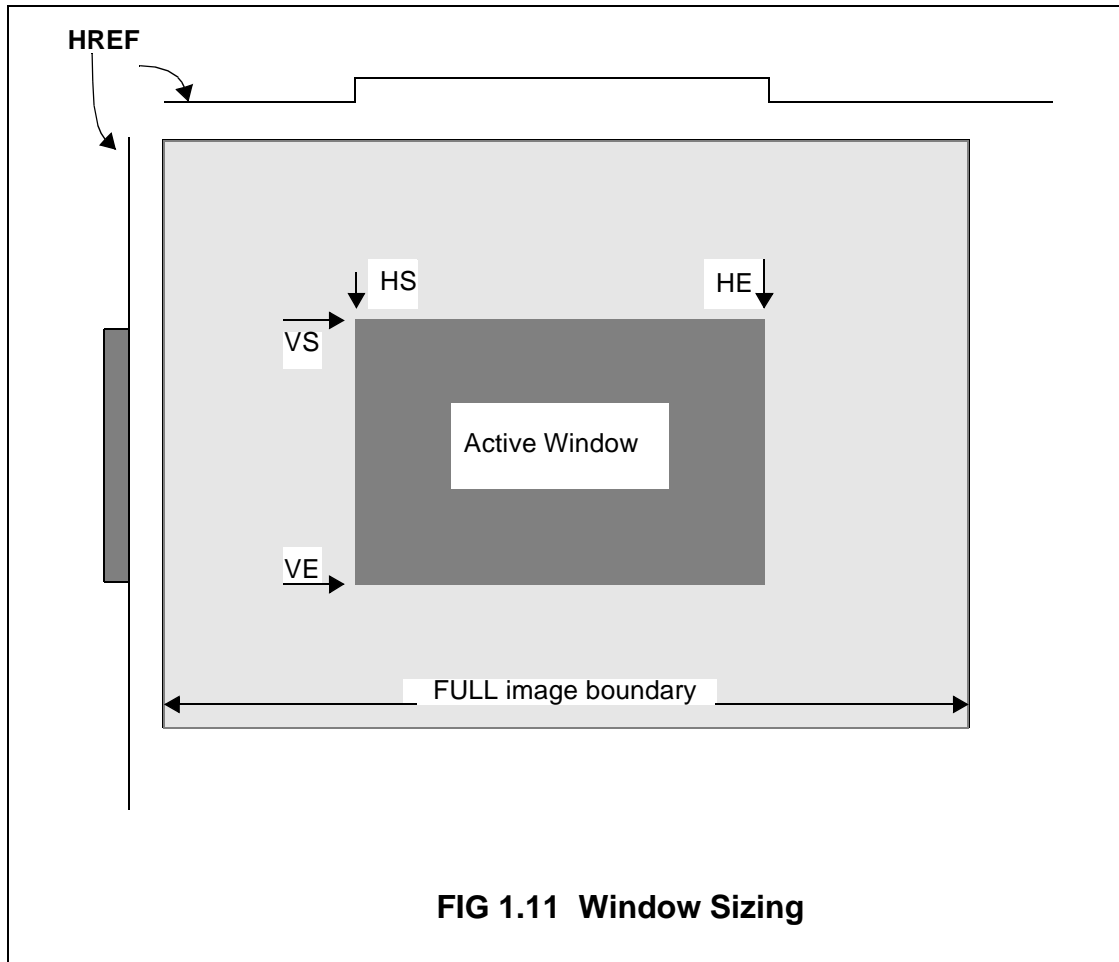 HREF
HS
HE
VS
Active Window
VE
FULL image boundary
FIG 1.11 Window Sizing